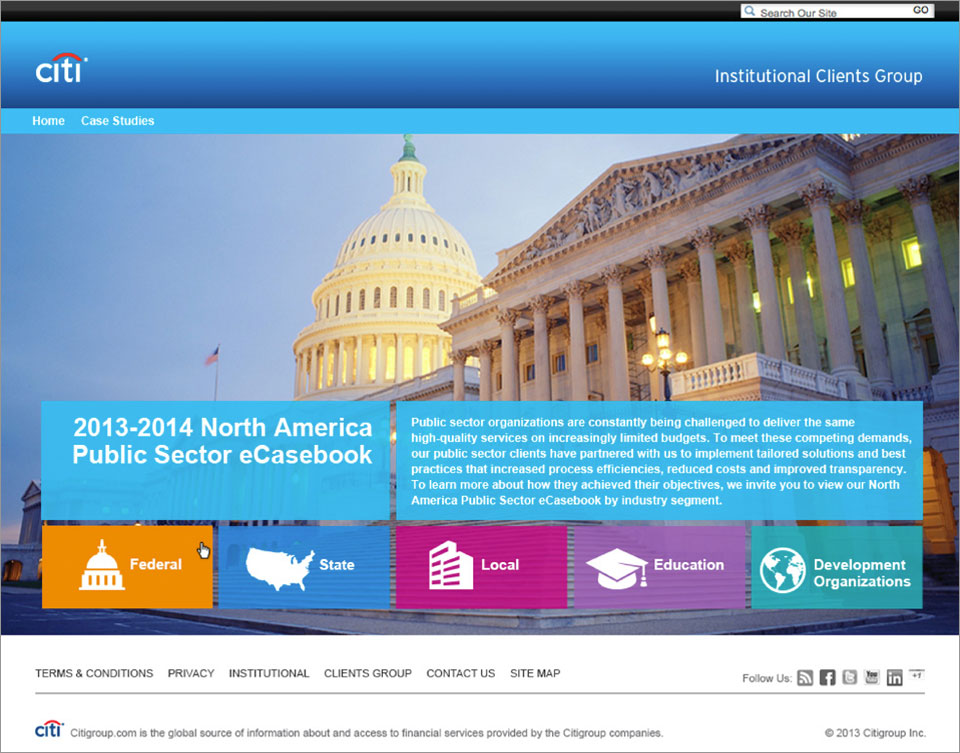 Search Our Site GO
citi
Institutional Clients Group
Home Case Studies
2013-2014 North America
Public Sector eCasebook
Public sector organizations are constantly being challenged to deliver the same
high-quality services on increasingly limited budgets. To meet these competing demands,
our public sector clients have partnered with us to implement tailored solutions and best
practices that increased process efficiencies, reduced costs and improved transparency.
To learn more about how they achieved their objectives, we invite you to view our North
America Public Sector eCasebook by industry segment.
Federal
State
Local
Education
Development
Organizations
TERMS & CONDITIONS PRIVACY INSTITUTIONAL CLIENTS GROUP CONTACT US SITE MAP
Follow Us: f t You in +1
citi Citigroup.com is the global source of information about and access to financial services provided by the Citigroup companies.
© 2013 Citigroup Inc.